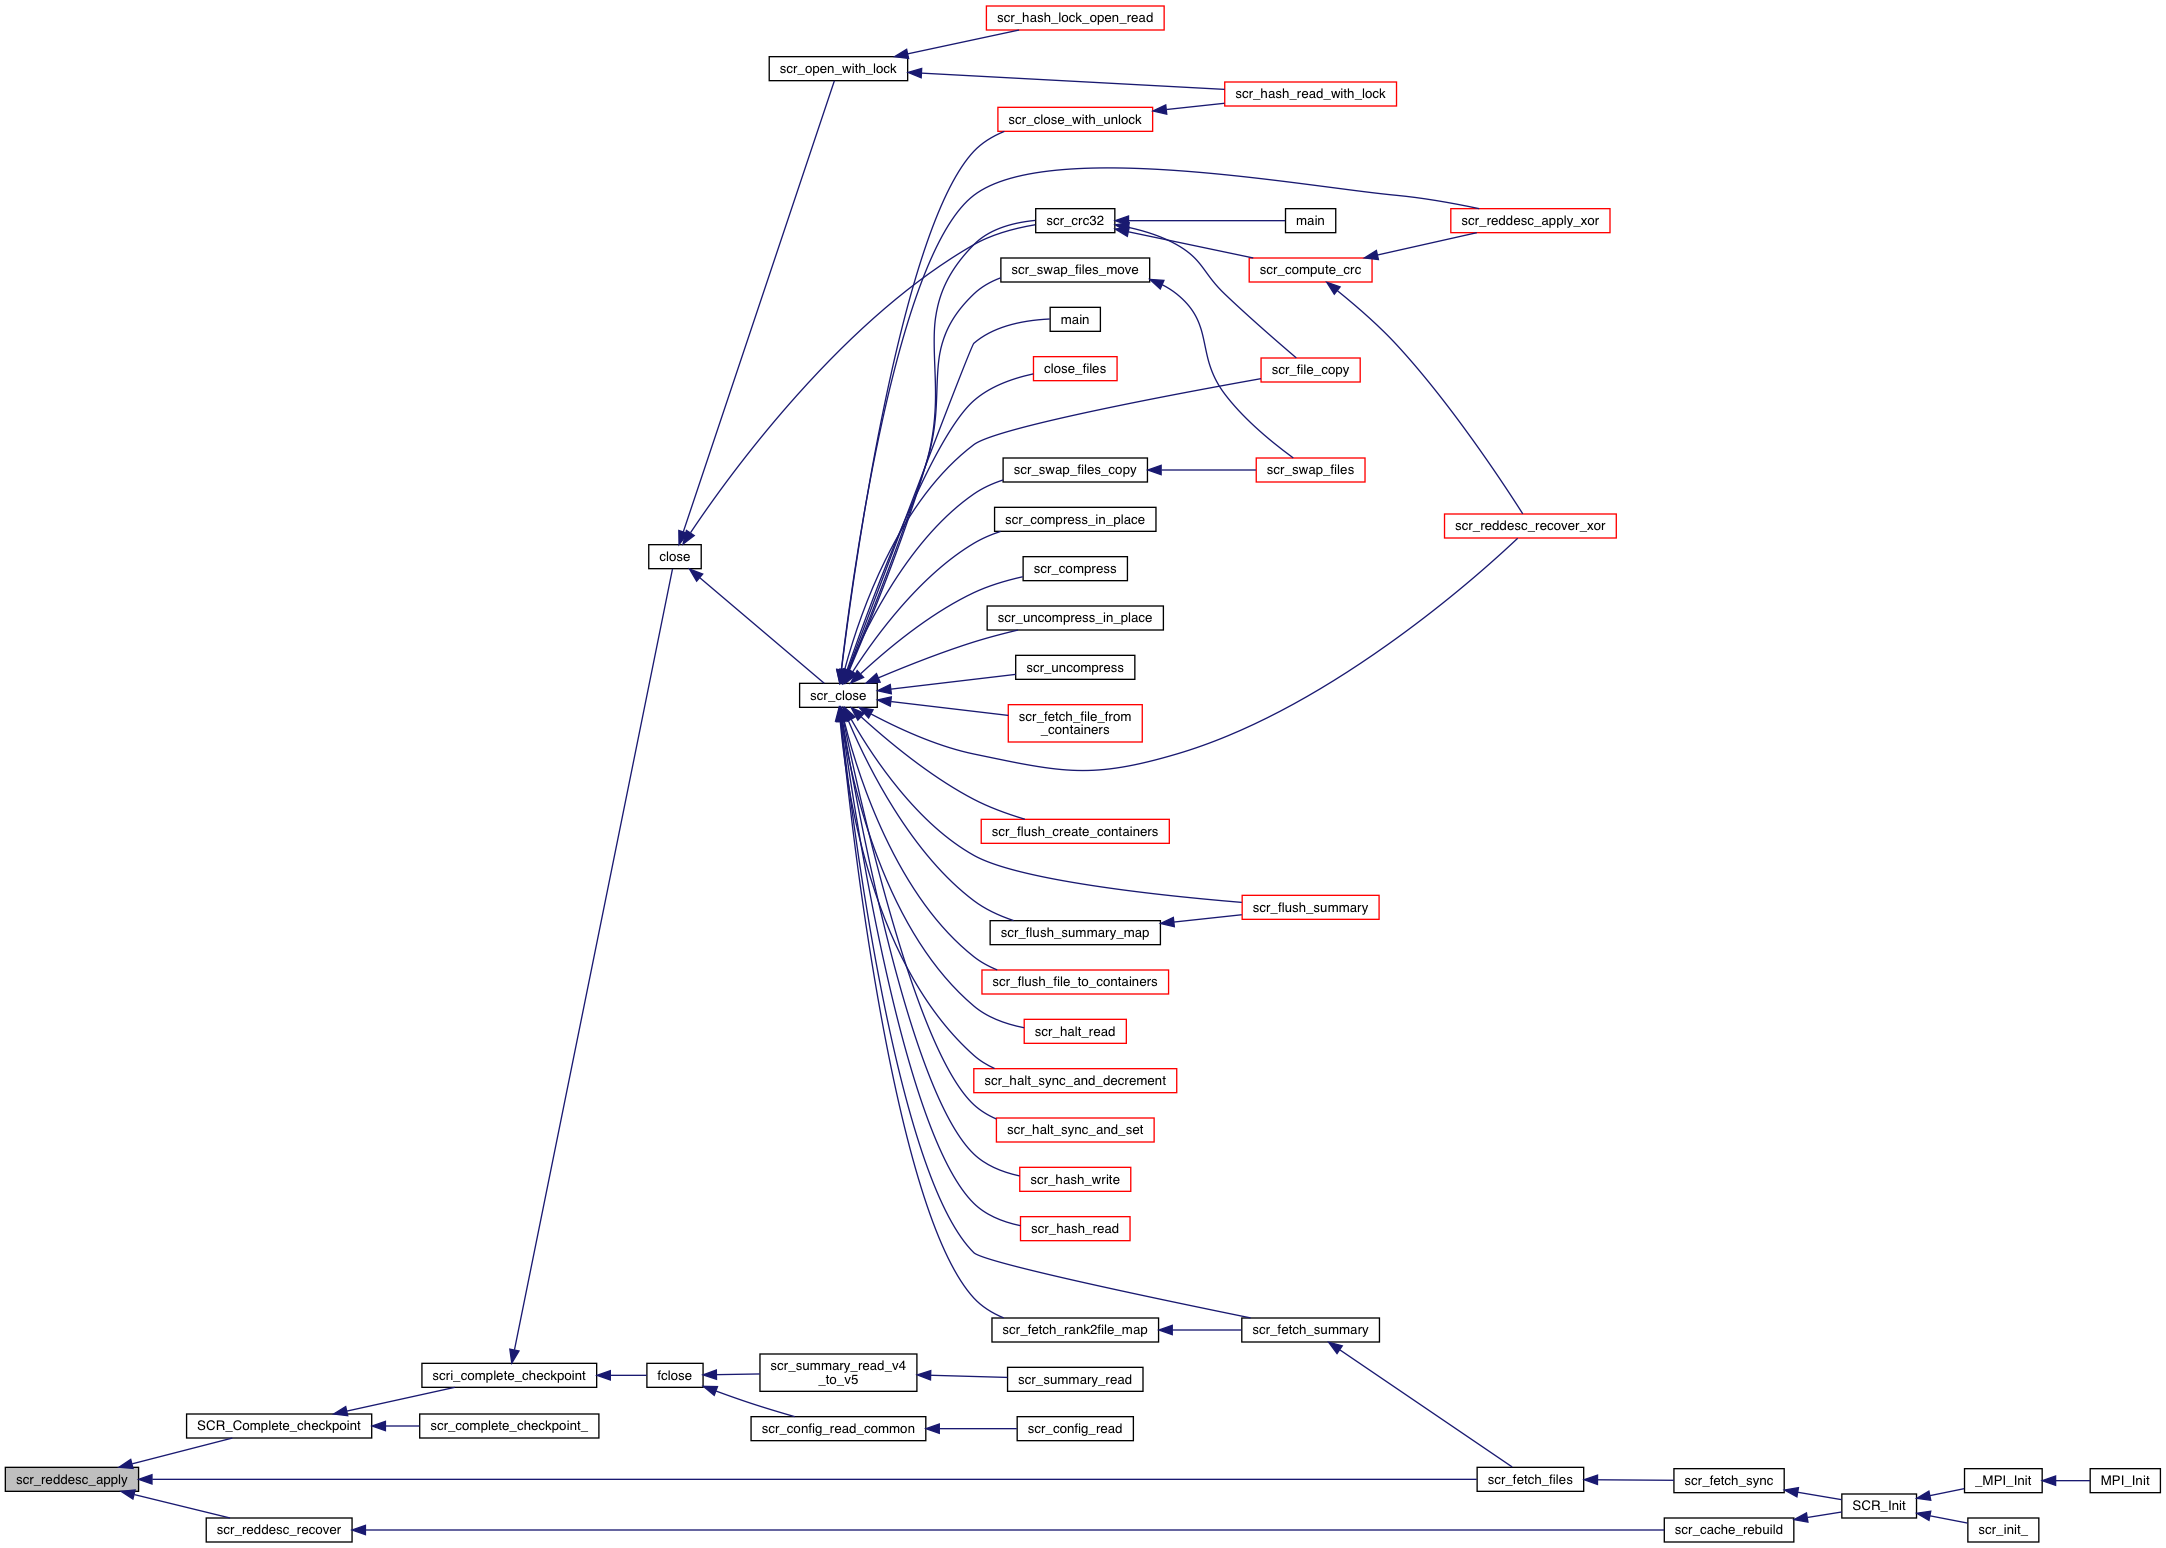 scr_hash_lock_open_read
scr_open_with_lock
scr_hash_read_with_lock
scr_close_with_unlock
scr_crc32
main
scr_reddesc_apply_xor
scr_swap_files_move
scr_compute_crc
main
close_files
scr_file_copy
scr_swap_files_copy
scr_swap_files
scr_compress_in_place
scr_reddesc_recover_xor
close
scr_compress
scr_uncompress_in_place
scr_uncompress
scr_close
scr_fetch_file_from
_containers
scr_flush_create_containers
scr_flush_summary
scr_flush_summary_map
scr_flush_file_to_containers
scr_halt_read
scr_halt_sync_and_decrement
scr_halt_sync_and_set
scr_hash_write
scr_hash_read
scr_fetch_rank2file_map
scr_fetch_summary
scri_complete_checkpoint
fclose
scr_summary_read_v4
_to_v5
scr_summary_read
SCR_Complete_checkpoint
scr_complete_checkpoint_
scr_config_read_common
scr_config_read
scr_reddesc_apply
scr_fetch_files
scr_fetch_sync
_MPI_Init
MPI_Init
SCR_Init
scr_reddesc_recover
scr_cache_rebuild
scr_init_